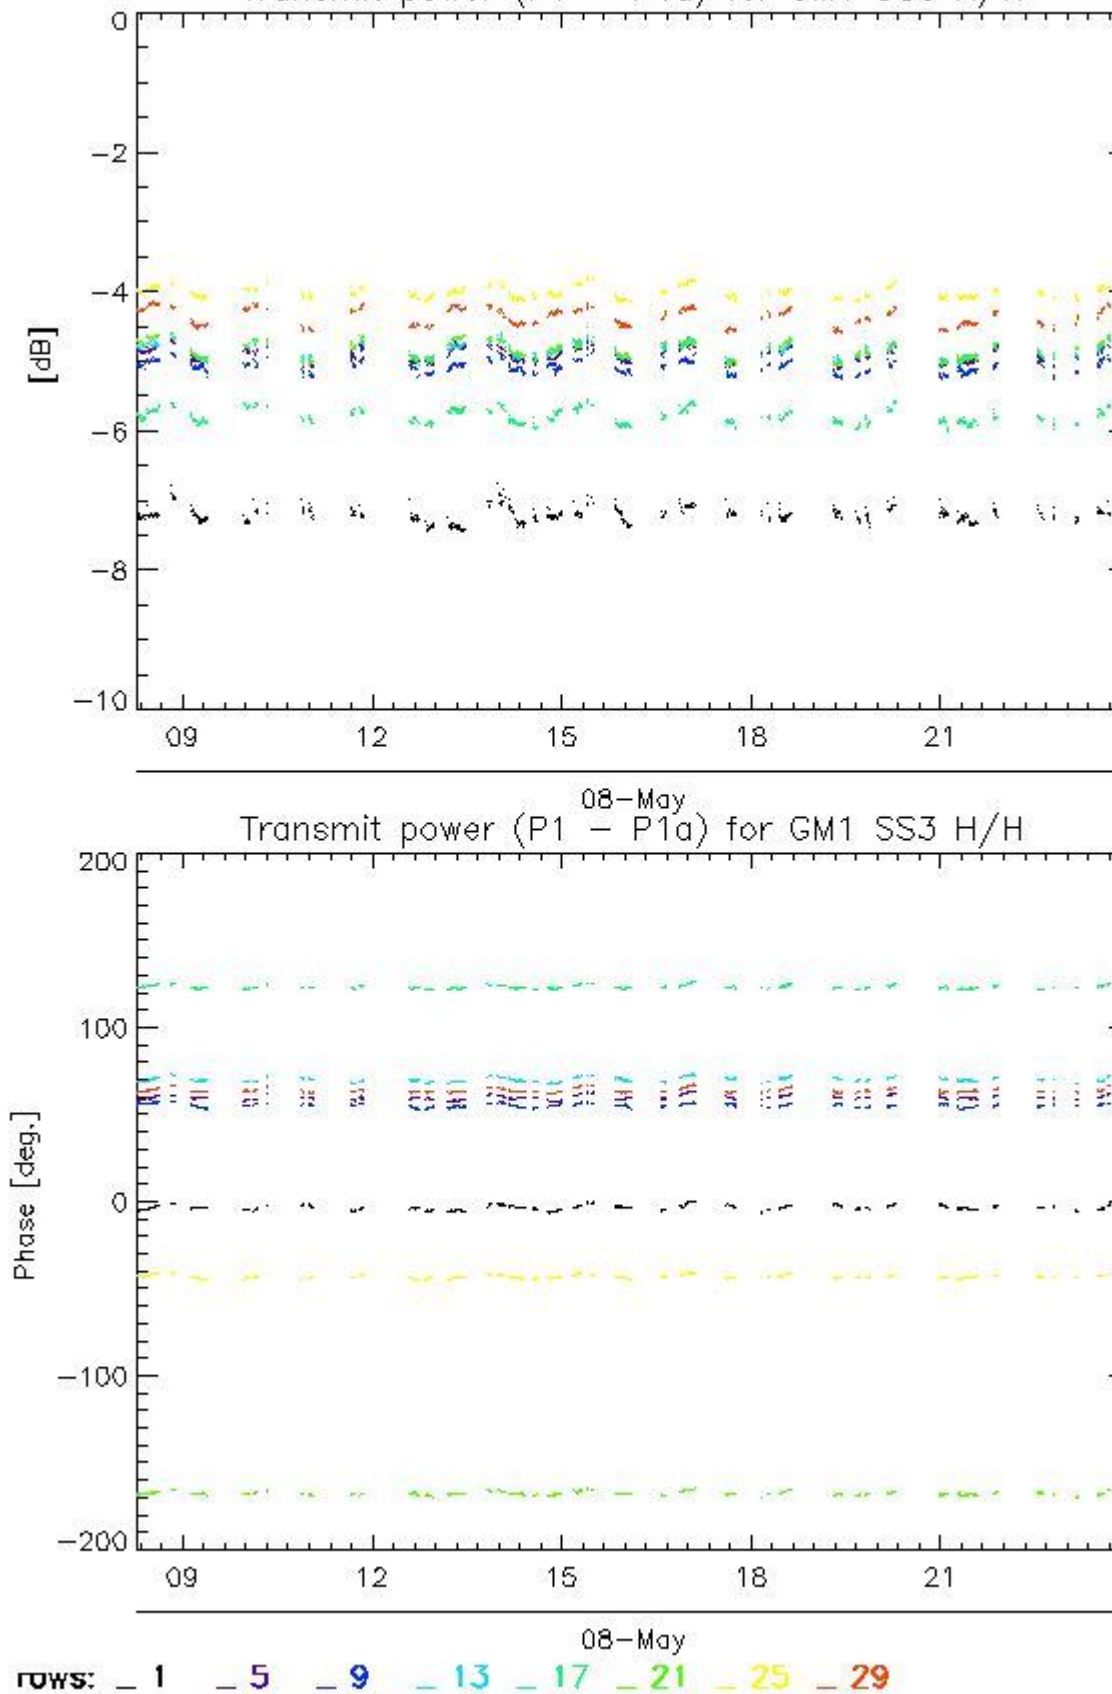 0
−2
−4
[dB]
−6
−8
−10
09 12 15 18 21
08−May
Transmit power (P1 − P1a) for GM1 SS3 H/H
200
100
Phase [deg.]
0
−100
−200
09 12 15 18 21
08−May
rows: _ 1 _ 5 _ 9 _ 13 _ 17 _ 21 _ 25 _ 29